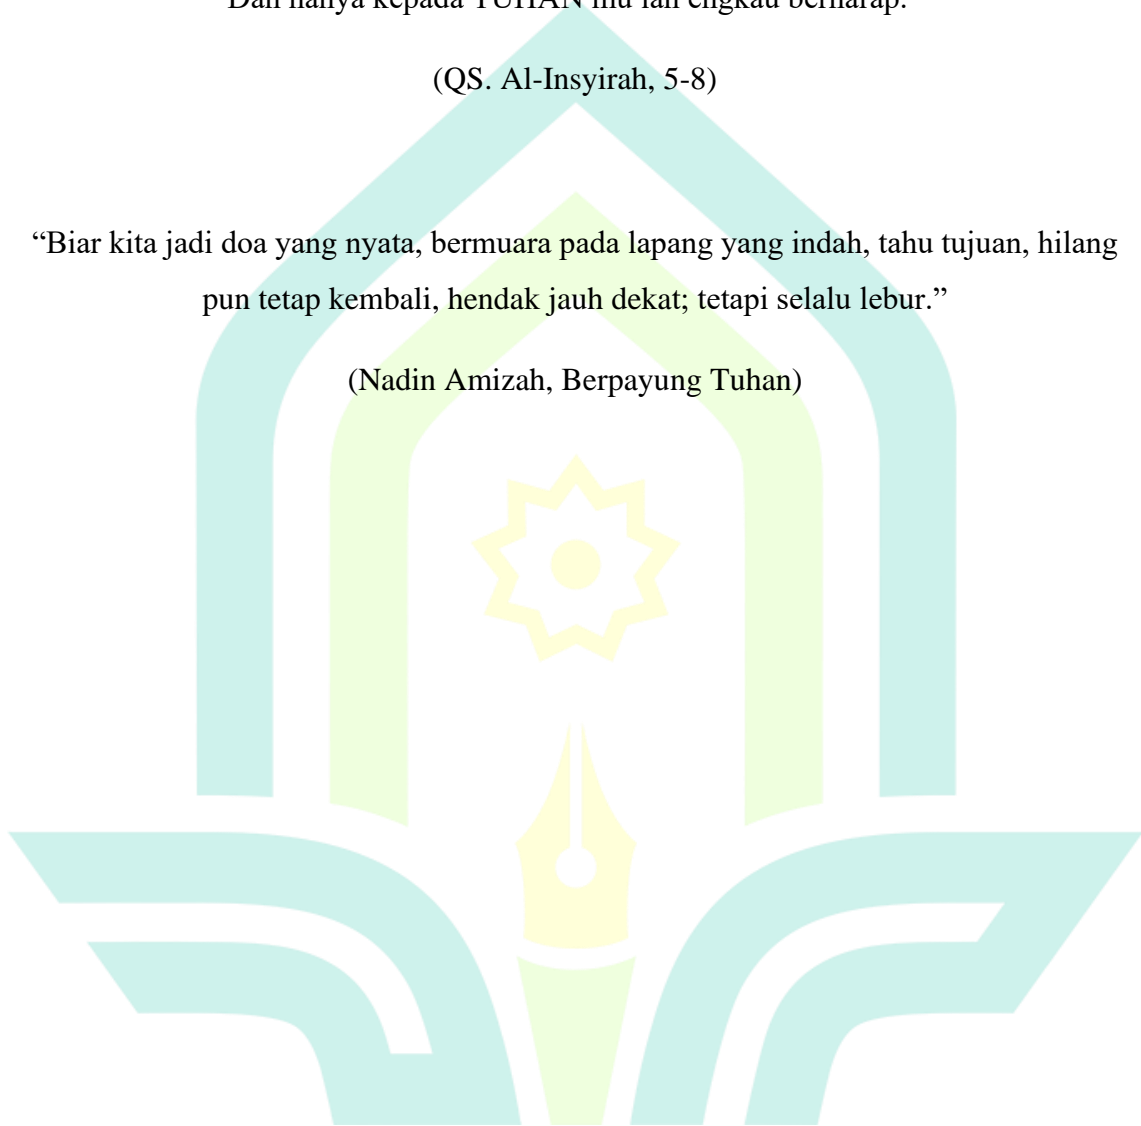 Dan hanya kepada TUHAN mu lah engkau berharap.
(QS. Al-Insyirah, 5-8)
“Biar kita jadi doa yang nyata, bermuara pada lapang yang indah, tahu tujuan, hilang
pun tetap kembali, hendak jauh dekat; tetapi selalu lebur.”
(Nadin Amizah, Berpayung Tuhan)